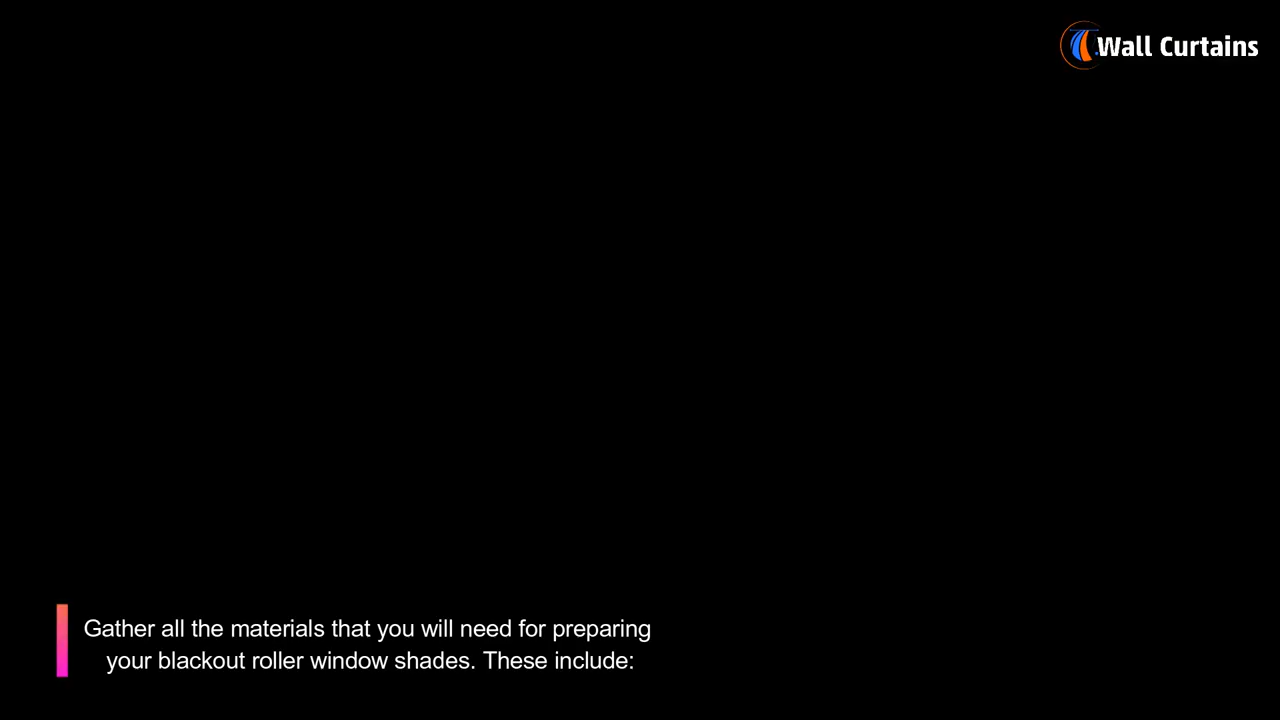 Wall Curtains
Gather all the materials that you will need for preparing
your blackout roller window shades. These include: